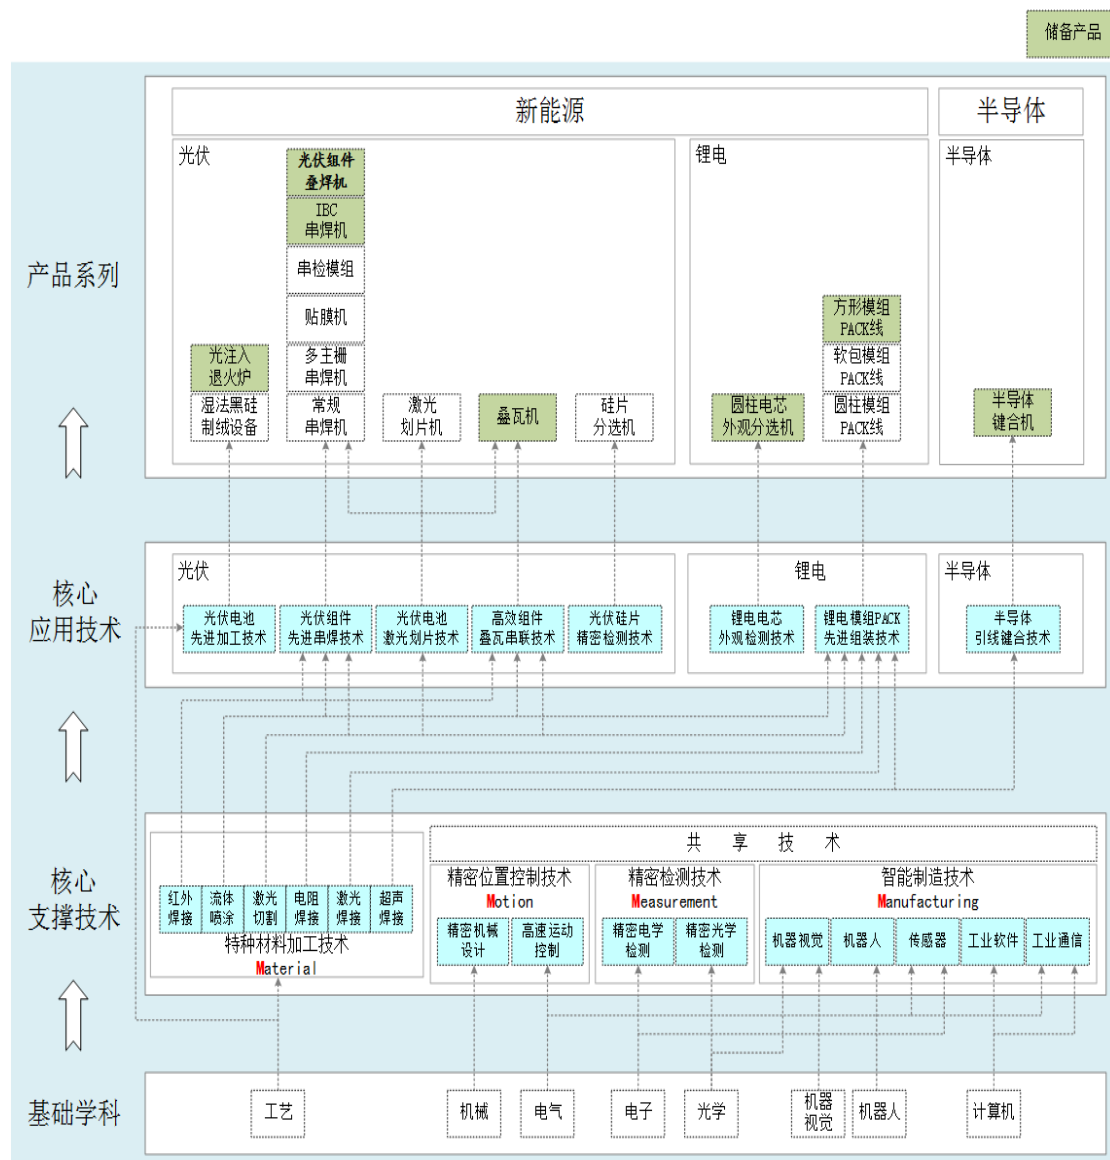 储备产品
新能源
半导体
产品系列
光伏
光伏组件
叠焊机
IBC
串焊机
串检模组
贴膜机
多主栅
串焊机
常规
串焊机
光注入
退火炉
湿法黑硅
制绒设备
激光
划片机
叠瓦机
硅片
分选机
锂电
圆柱电芯
外观分选机
方形模组
PACK线
软包模组
PACK线
圆柱模组
PACK线
半导体
半导体
键合机
核心
应用技术
光伏
光伏电池
先进加工技术
光伏组件
先进串焊技术
光伏电池
激光划片技术
高效组件
叠瓦串联技术
光伏硅片
精密检测技术
锂电
锂电电芯
外观检测技术
锂电模组PACK
先进组装技术
半导体
半导体
引线键合技术
核心
支撑技术
红外
焊接
流体
喷涂
激光
切割
电阻
焊接
激光
焊接
超声
焊接
特种材料加工技术
Material
共 享 技 术
精密位置控制技术
Motion
精密机械
设计
高速运动
控制
精密检测技术
Measurement
精密电学
检测
精密光学
检测
智能制造技术
Manufacturing
机器视觉
机器人
传感器
工业软件
工业通信
基础学科
工艺
机械
电气
电子
光学
机器
视觉
机器人
计算机